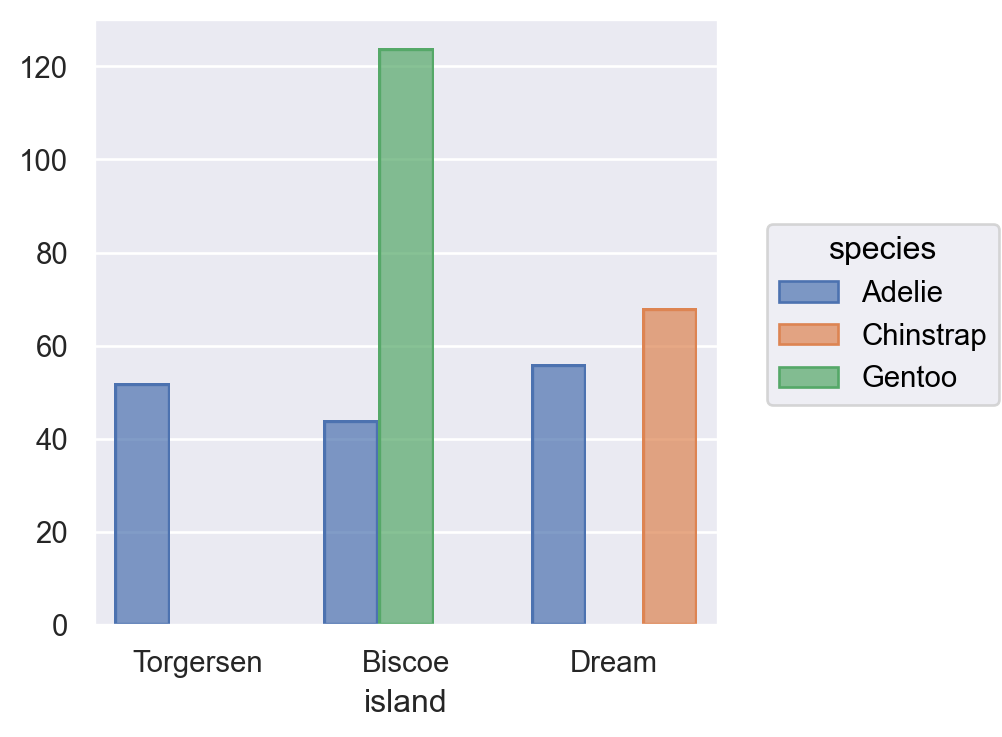 120
100
80
60
40
20
0
Torgersen Biscoe Dream
island
species
Adelie
Chinstrap
Gentoo